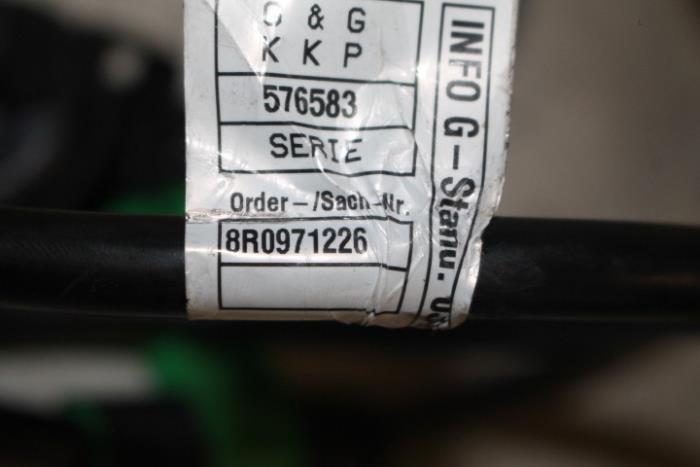 & G
K K P
576583
SERIE
Order-/Sach-Nr.
8R0971226
INFO G-Stand.